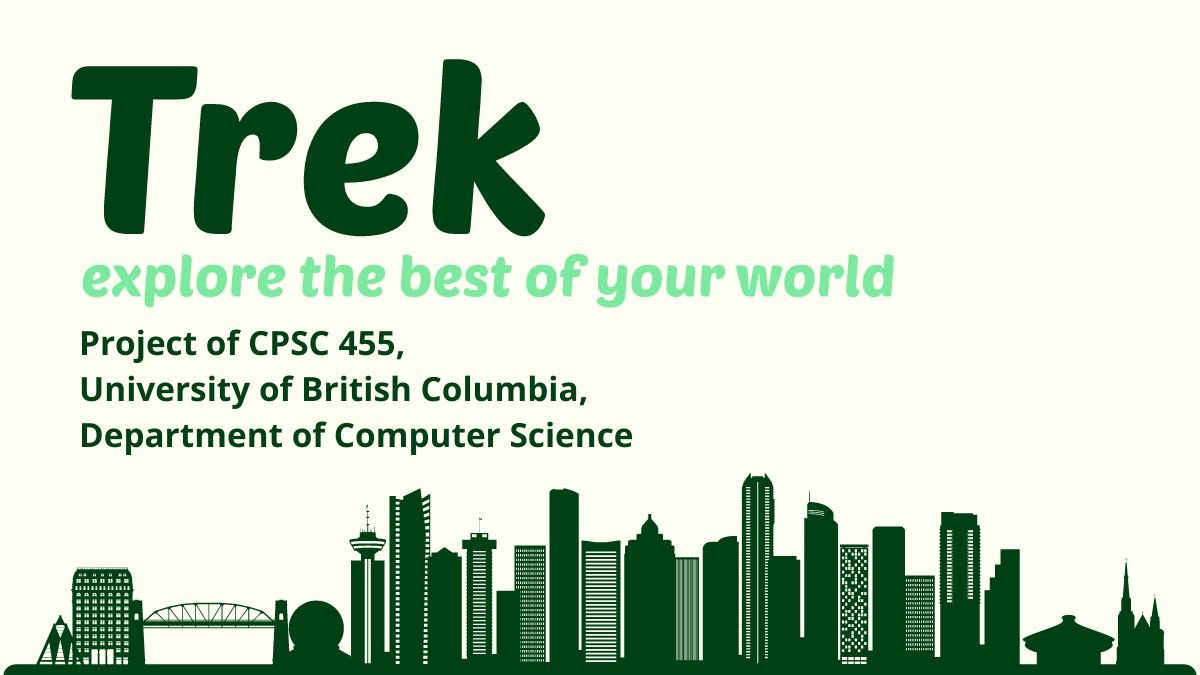 Trek
explore the best of your world
Project of CPSC 455,
University of British Columbia,
Department of Computer Science